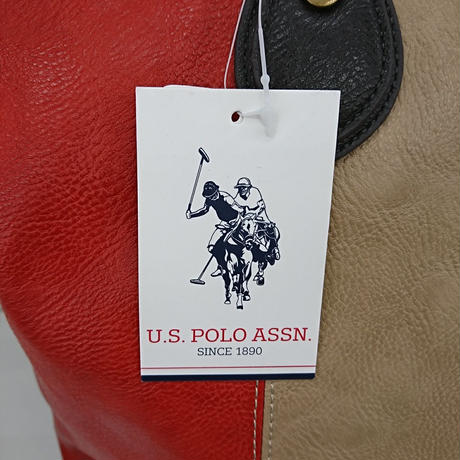 U.S. POLO ASSN.
SINCE 1890